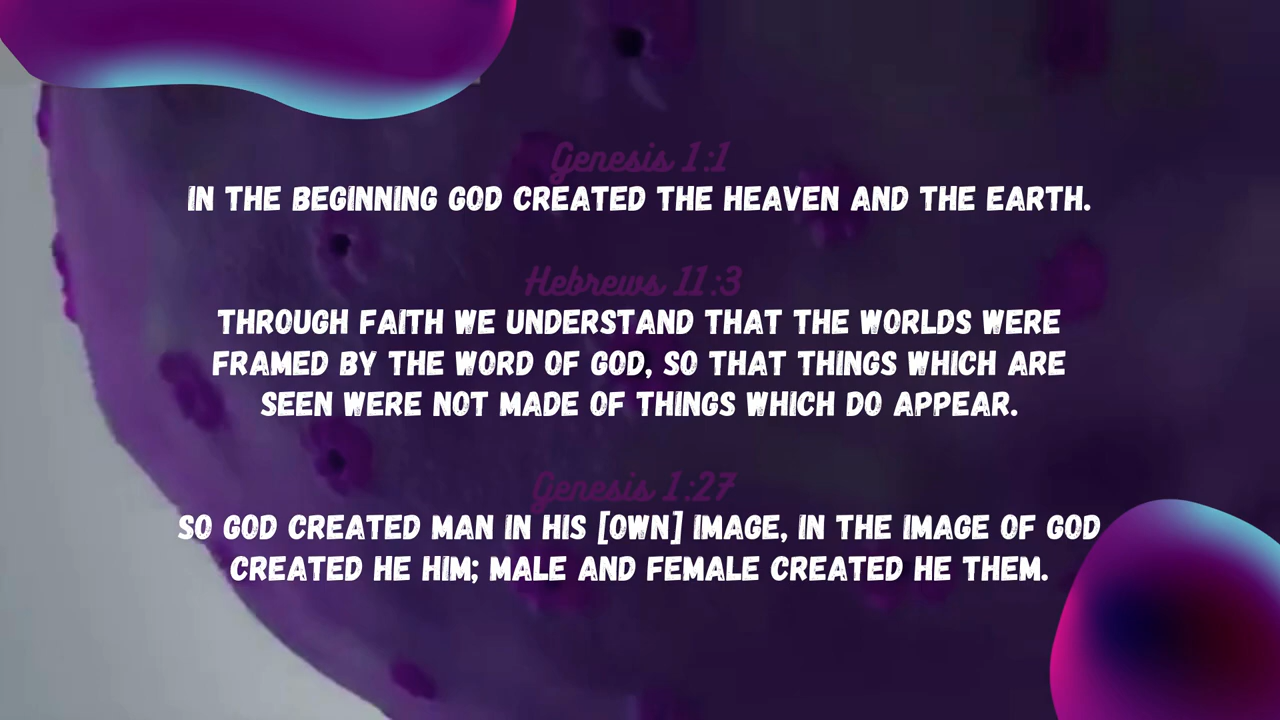 Genesis 1:1
IN THE BEGINNING GOD CREATED THE HEAVEN AND THE EARTH.
Hebrews 11:3
THROUGH FAITH WE UNDERSTAND THAT THE WORLDS WERE
FRAMED BY THE WORD OF GOD, SO THAT THINGS WHICH ARE
SEEN WERE NOT MADE OF THINGS WHICH DO APPEAR.
Genesis 1:27
SO GOD CREATED MAN IN HIS [OWN] IMAGE, IN THE IMAGE OF GOD
CREATED HE HIM; MALE AND FEMALE CREATED HE THEM.